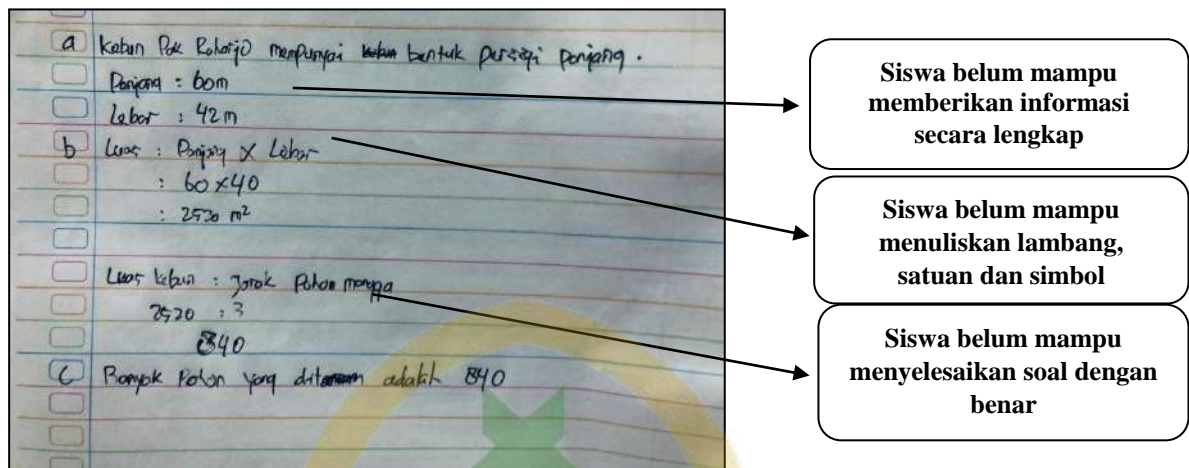 a Kebun Pak Raharjo mempunyai bentuk persegi panjang.
Panjang : 60m
Lebar : 42m
b Luas : Panjang X Lebar
: 60 x 40
: 2520 m²
Luas kebun : Jarak Pohon mangga
2520 : 3
840
C Banyak Pohon yang ditanam adalah 840
Siswa belum mampu
memberikan informasi
secara lengkap
Siswa belum mampu
menuliskan lambang,
satuan dan simbol
Siswa belum mampu
menyelesaikan soal dengan
benar